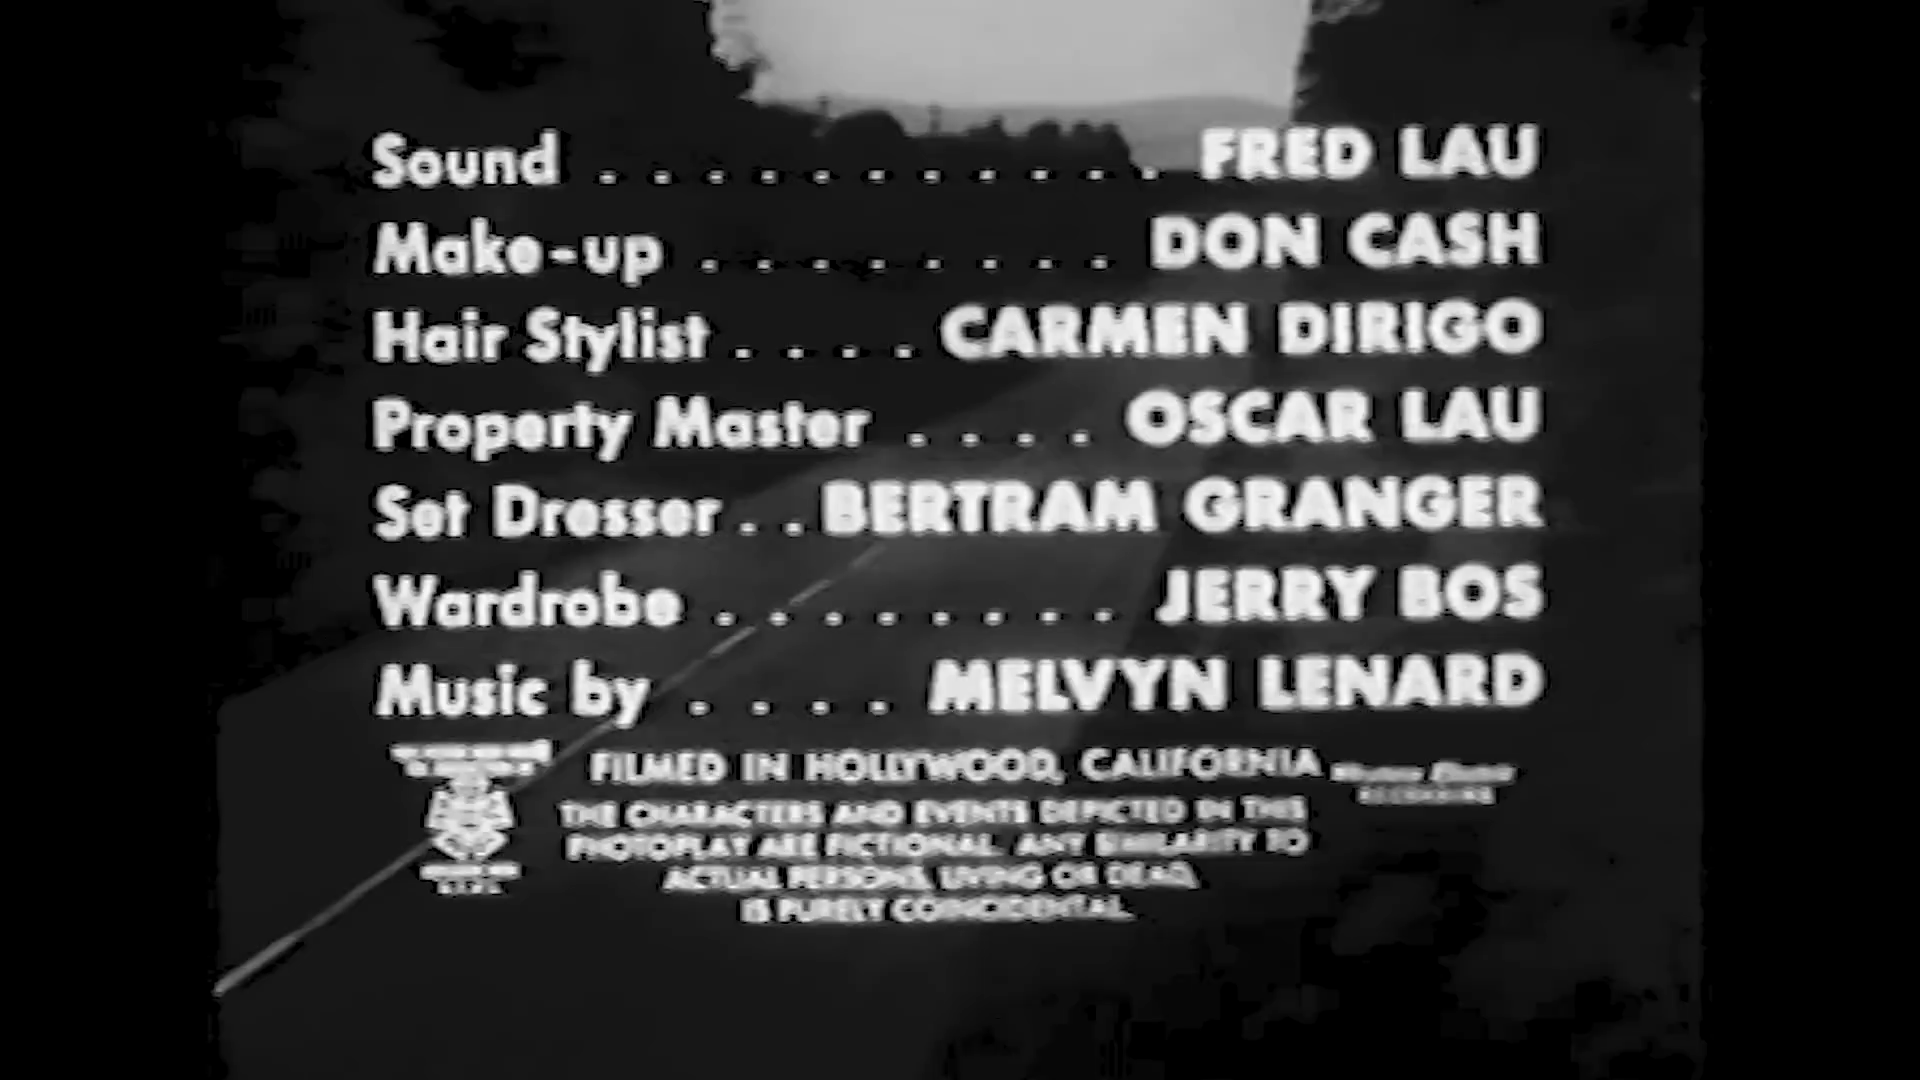 Sound . . . . . . . . . . . FRED LAU
Make-up . . . . . . . . DON CASH
Hair Stylist . . . . CARMEN DIRIGO
Property Master . . . . OSCAR LAU
Set Dresser . . BERTRAM GRANGER
Wardrobe . . . . . . . . JERRY BOS
Music by . . . . MELVYN LENARD
FILMED IN HOLLYWOOD, CALIFORNIA
THE CHARACTERS AND EVENTS DEPICTED IN THIS
PHOTOPLAY ARE FICTIONAL. ANY SIMILARITY TO
ACTUAL PERSONS, LIVING OR DEAD,
IS PURELY COINCIDENTAL.
RECORDING